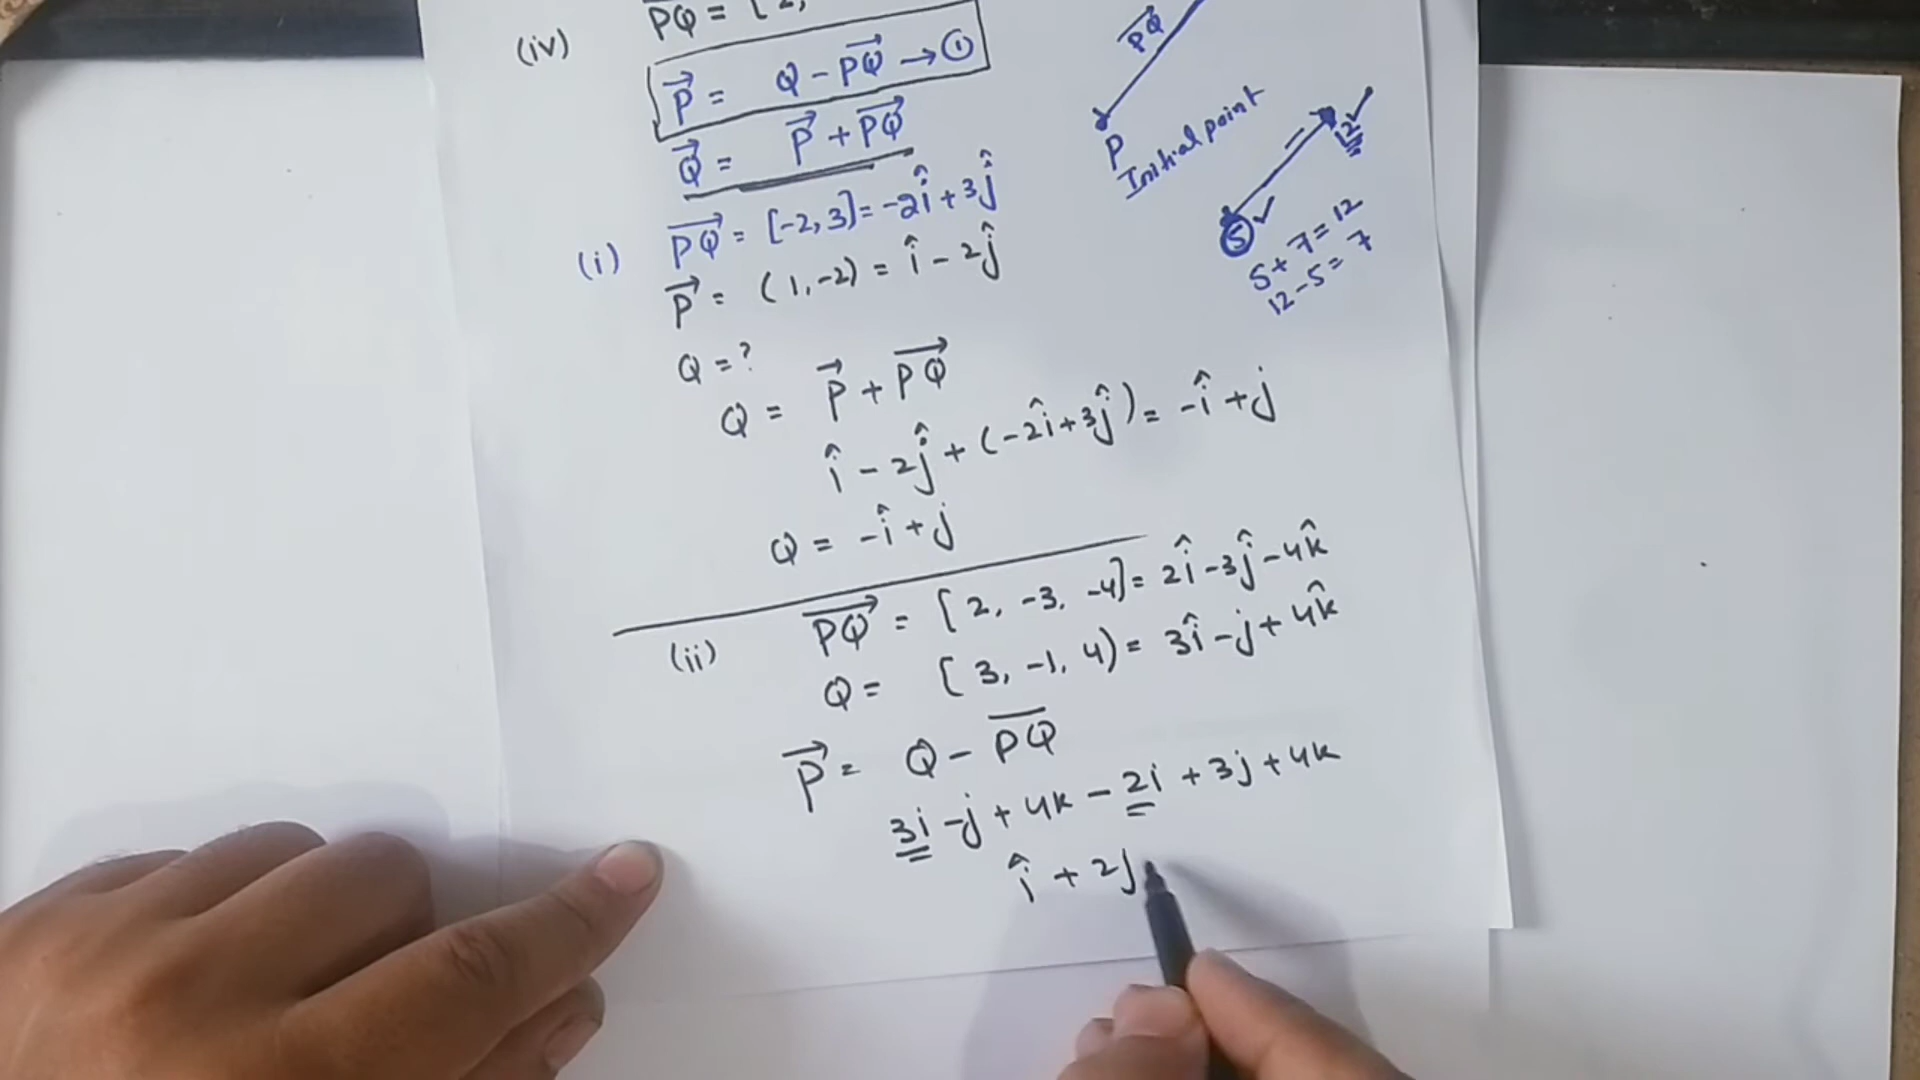 PQ = [2,
(iv)
P = Q - PQ → ①
Q = P + PQ
(i) PQ = [-2, 3] = -2î + 3ĵ
P = (1, -2) = î - 2ĵ
Q = ?
Q = P + PQ
î - 2ĵ + (-2î + 3ĵ) = -î + j
Q = -î + j
(ii) PQ = [2, -3, -4] = 2î - 3ĵ - 4k̂
Q = [3, -1, 4) = 3î - j + 4k̂
P = Q - PQ
3i - j + 4k - 2i + 3j + 4k
î + 2j
PQ
P
Initial point
12
5
5 + 7 = 12
12 - 5 = 7